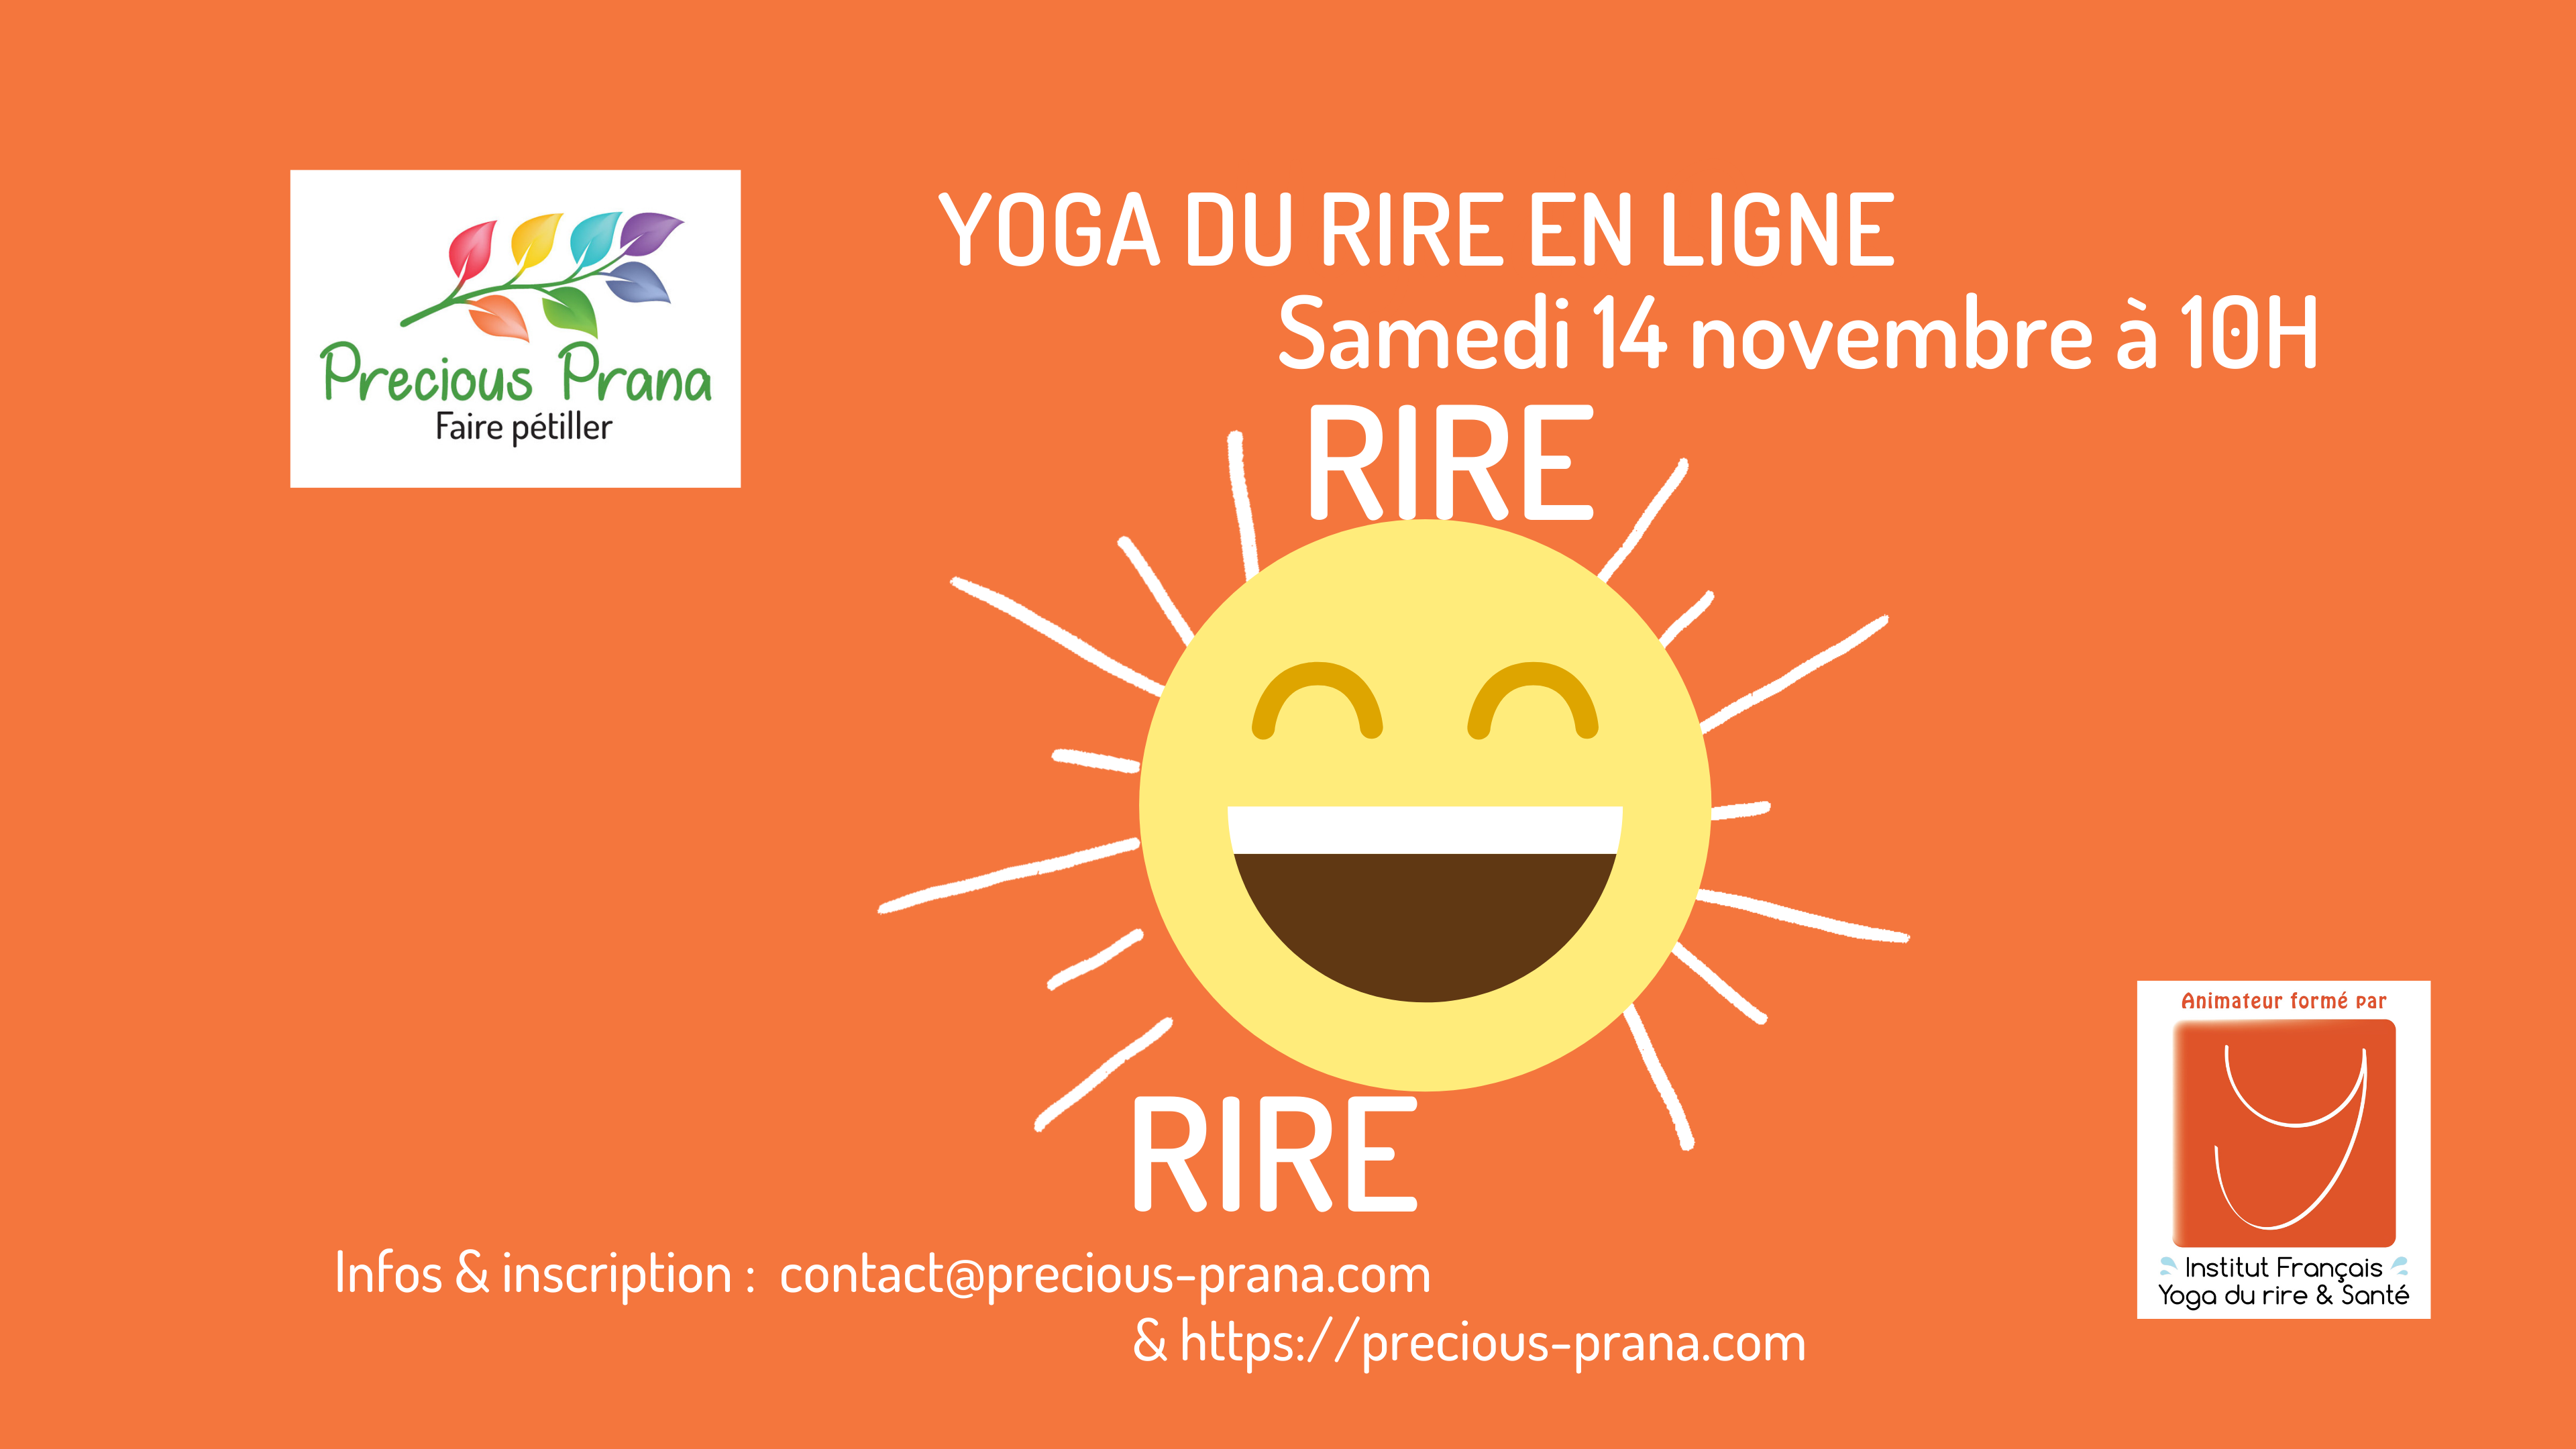 Precious Prana
Faire pétiller
YOGA DU RIRE EN LIGNE
Samedi 14 novembre à 10H
RIRE
RIRE
Infos & inscription : contact@precious-prana.com
& https://precious-prana.com
Animateur formé par
Institut Français
Yoga du rire & Santé